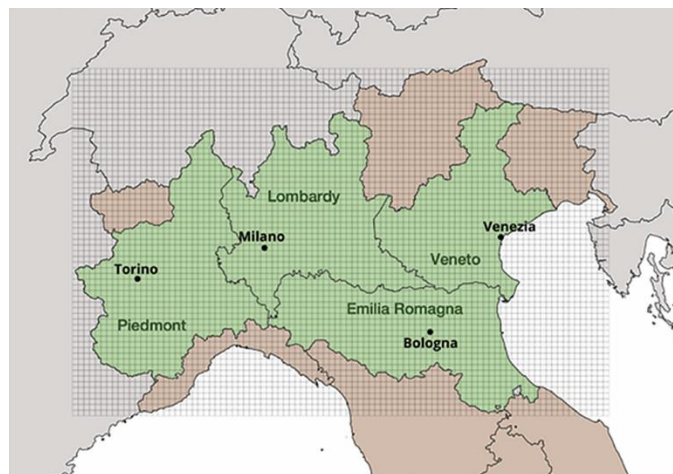 Lombardy
Milano
Venezia
Veneto
Torino
Piedmont
Emilia Romagna
Bologna